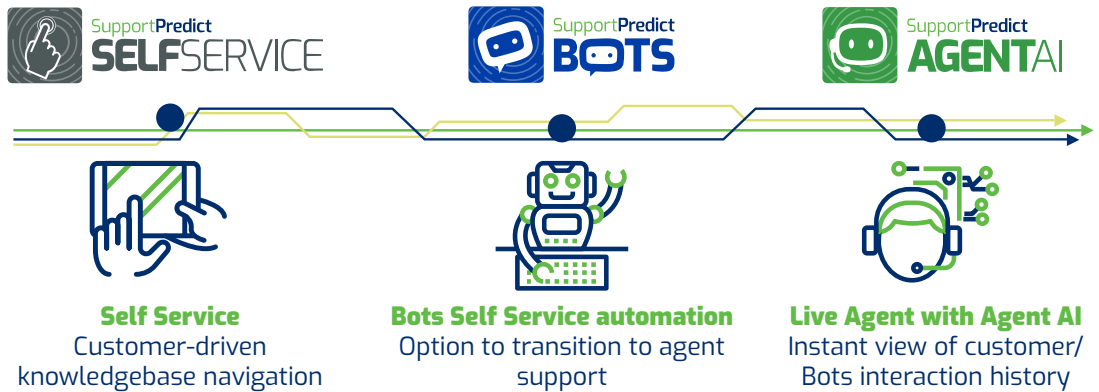 SupportPredict
SELFSERVICE
SupportPredict
BOTS
SupportPredict
AGENTAI
Self Service
Customer-driven
knowledgebase navigation
Bots Self Service automation
Option to transition to agent
support
Live Agent with Agent AI
Instant view of customer/
Bots interaction history